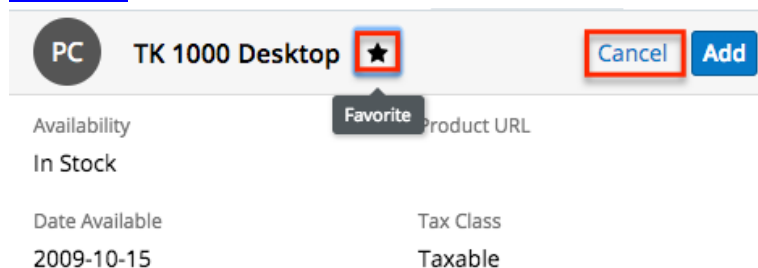 PC TK 1000 Desktop ★ Cancel Add
Favorite
Availability Product URL
In Stock
Date Available Tax Class
2009-10-15 Taxable